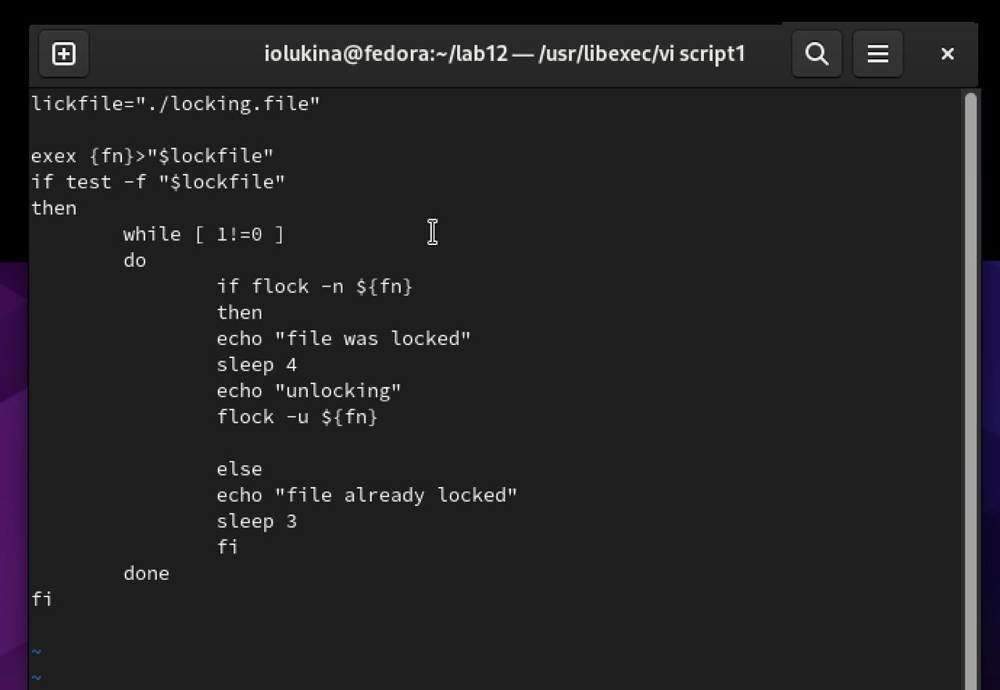 iolukina@fedora:~/lab12 — /usr/libexec/vi script1
lickfile="./locking.file"

exex {fn}>"$lockfile"
if test -f "$lockfile"
then
        while [ 1!=0 ]
        do
                if flock -n ${fn}
                then
                echo "file was locked"
                sleep 4
                echo "unlocking"
                flock -u ${fn}

                else
                echo "file already locked"
                sleep 3
                fi
        done
fi

~
~